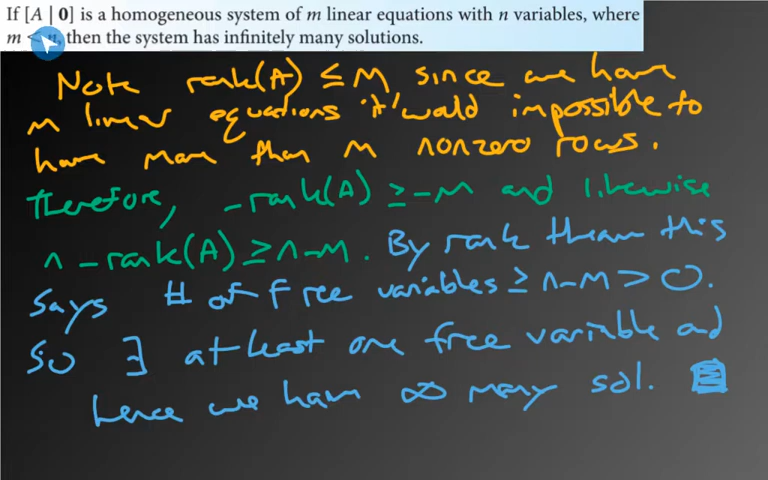 If [A | 0] is a homogeneous system of m linear equations with n variables, where
m < n, then the system has infinitely many solutions.
Note rank(A) ≤ m since we have
m linear equations it'would impossible to
have more than m nonzero rows.
Therefore, -rank(A) ≥ -m and likewise
n - rank(A) ≥ n-m. By rank theorem this
says # of free variables ≥ n-m > 0.
So ∃ at least one free variable and
hence we have ∞ many sol.